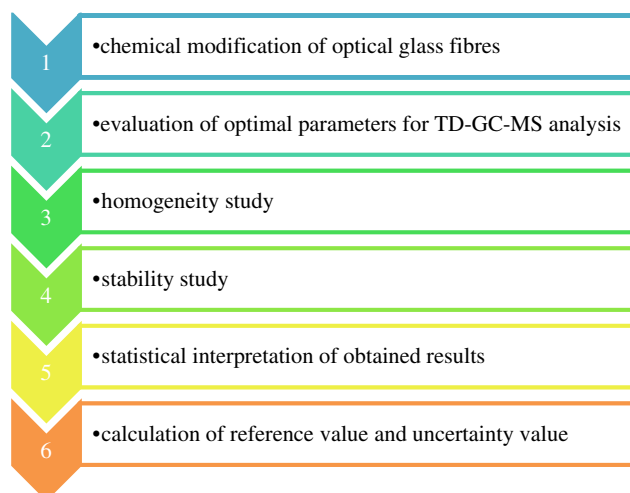 1
•chemical modification of optical glass fibres
2
•evaluation of optimal parameters for TD-GC-MS analysis
3
•homogeneity study
4
•stability study
5
•statistical interpretation of obtained results
6
•calculation of reference value and uncertainty value